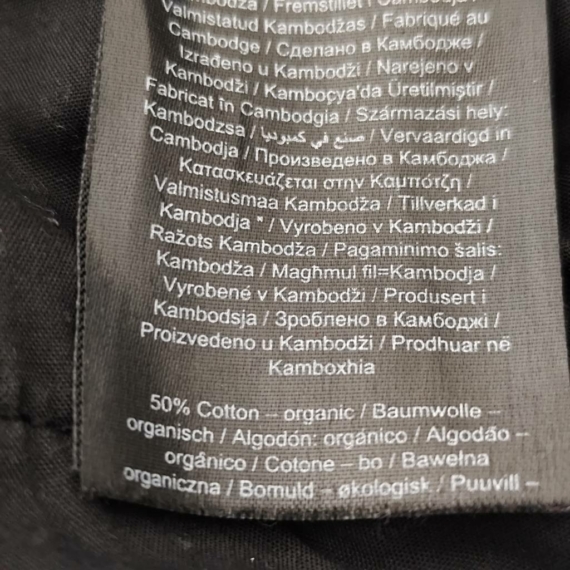 Fremstillet i
Valmistatud Kambodžas / Fabriqué au
Cambodge / Сделано в Камбодже /
Izrađeno u Kambodži / Narejeno v
Kambodži / Kamboçya'da Üretilmiştir /
Fabricat în Cambodgia / Származási hely:
Kambodzsa / صنع في كمبوديا / Vervaardigd in
Cambodja / Произведено в Камбоджа /
Κατασκευάζεται στην Καμπότζη /
Valmistusmaa Kambodža / Tillverkad i
Kambodja * / Vyrobeno v Kambodži /
Ražots Kambodža / Pagaminimo šalis:
Kambodža / Magħmul fil=Kambodja /
Vyrobené v Kambodži / Produsert i
Kambodsja / Зроблено в Камбоджі /
Proizvedeno u Kambodži / Prodhuar në
Kamboxhia
50% Cotton – organic / Baumwolle –
organisch / Algodón: orgánico / Algodão –
orgânico / Cotone – bo / Bawełna
organiczna / Bomuld – økologisk / Puuvill –